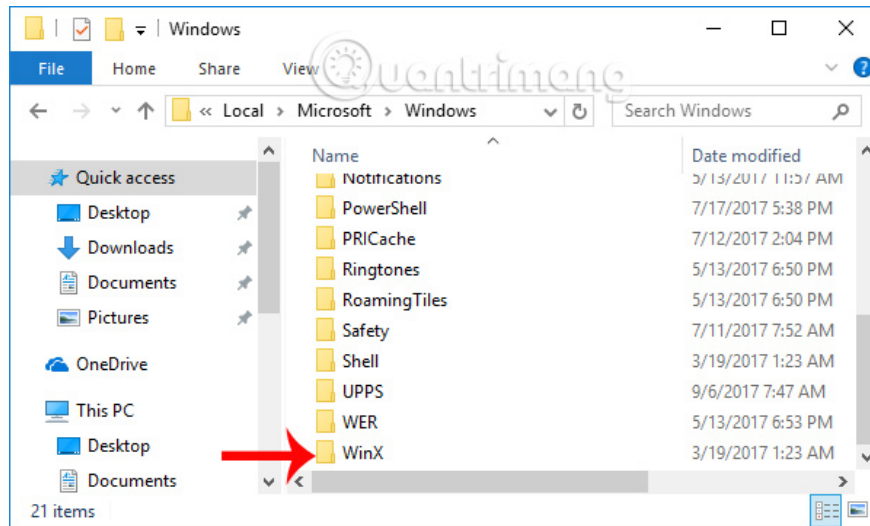 Windows
File Home Share View
Quantrimang
« Local > Microsoft > Windows
Search Windows
Name Date modified
Quick access
Desktop
Downloads
Documents
Pictures
OneDrive
This PC
Desktop
Documents
Notifications 5/13/2017 11:57 AM
PowerShell 7/17/2017 5:38 PM
PRICache 7/12/2017 2:04 PM
Ringtones 5/13/2017 6:50 PM
RoamingTiles 5/13/2017 6:50 PM
Safety 7/11/2017 7:52 AM
Shell 3/19/2017 1:23 AM
UPPS 9/6/2017 7:47 AM
WER 5/13/2017 6:53 PM
WinX 3/19/2017 1:23 AM
21 items